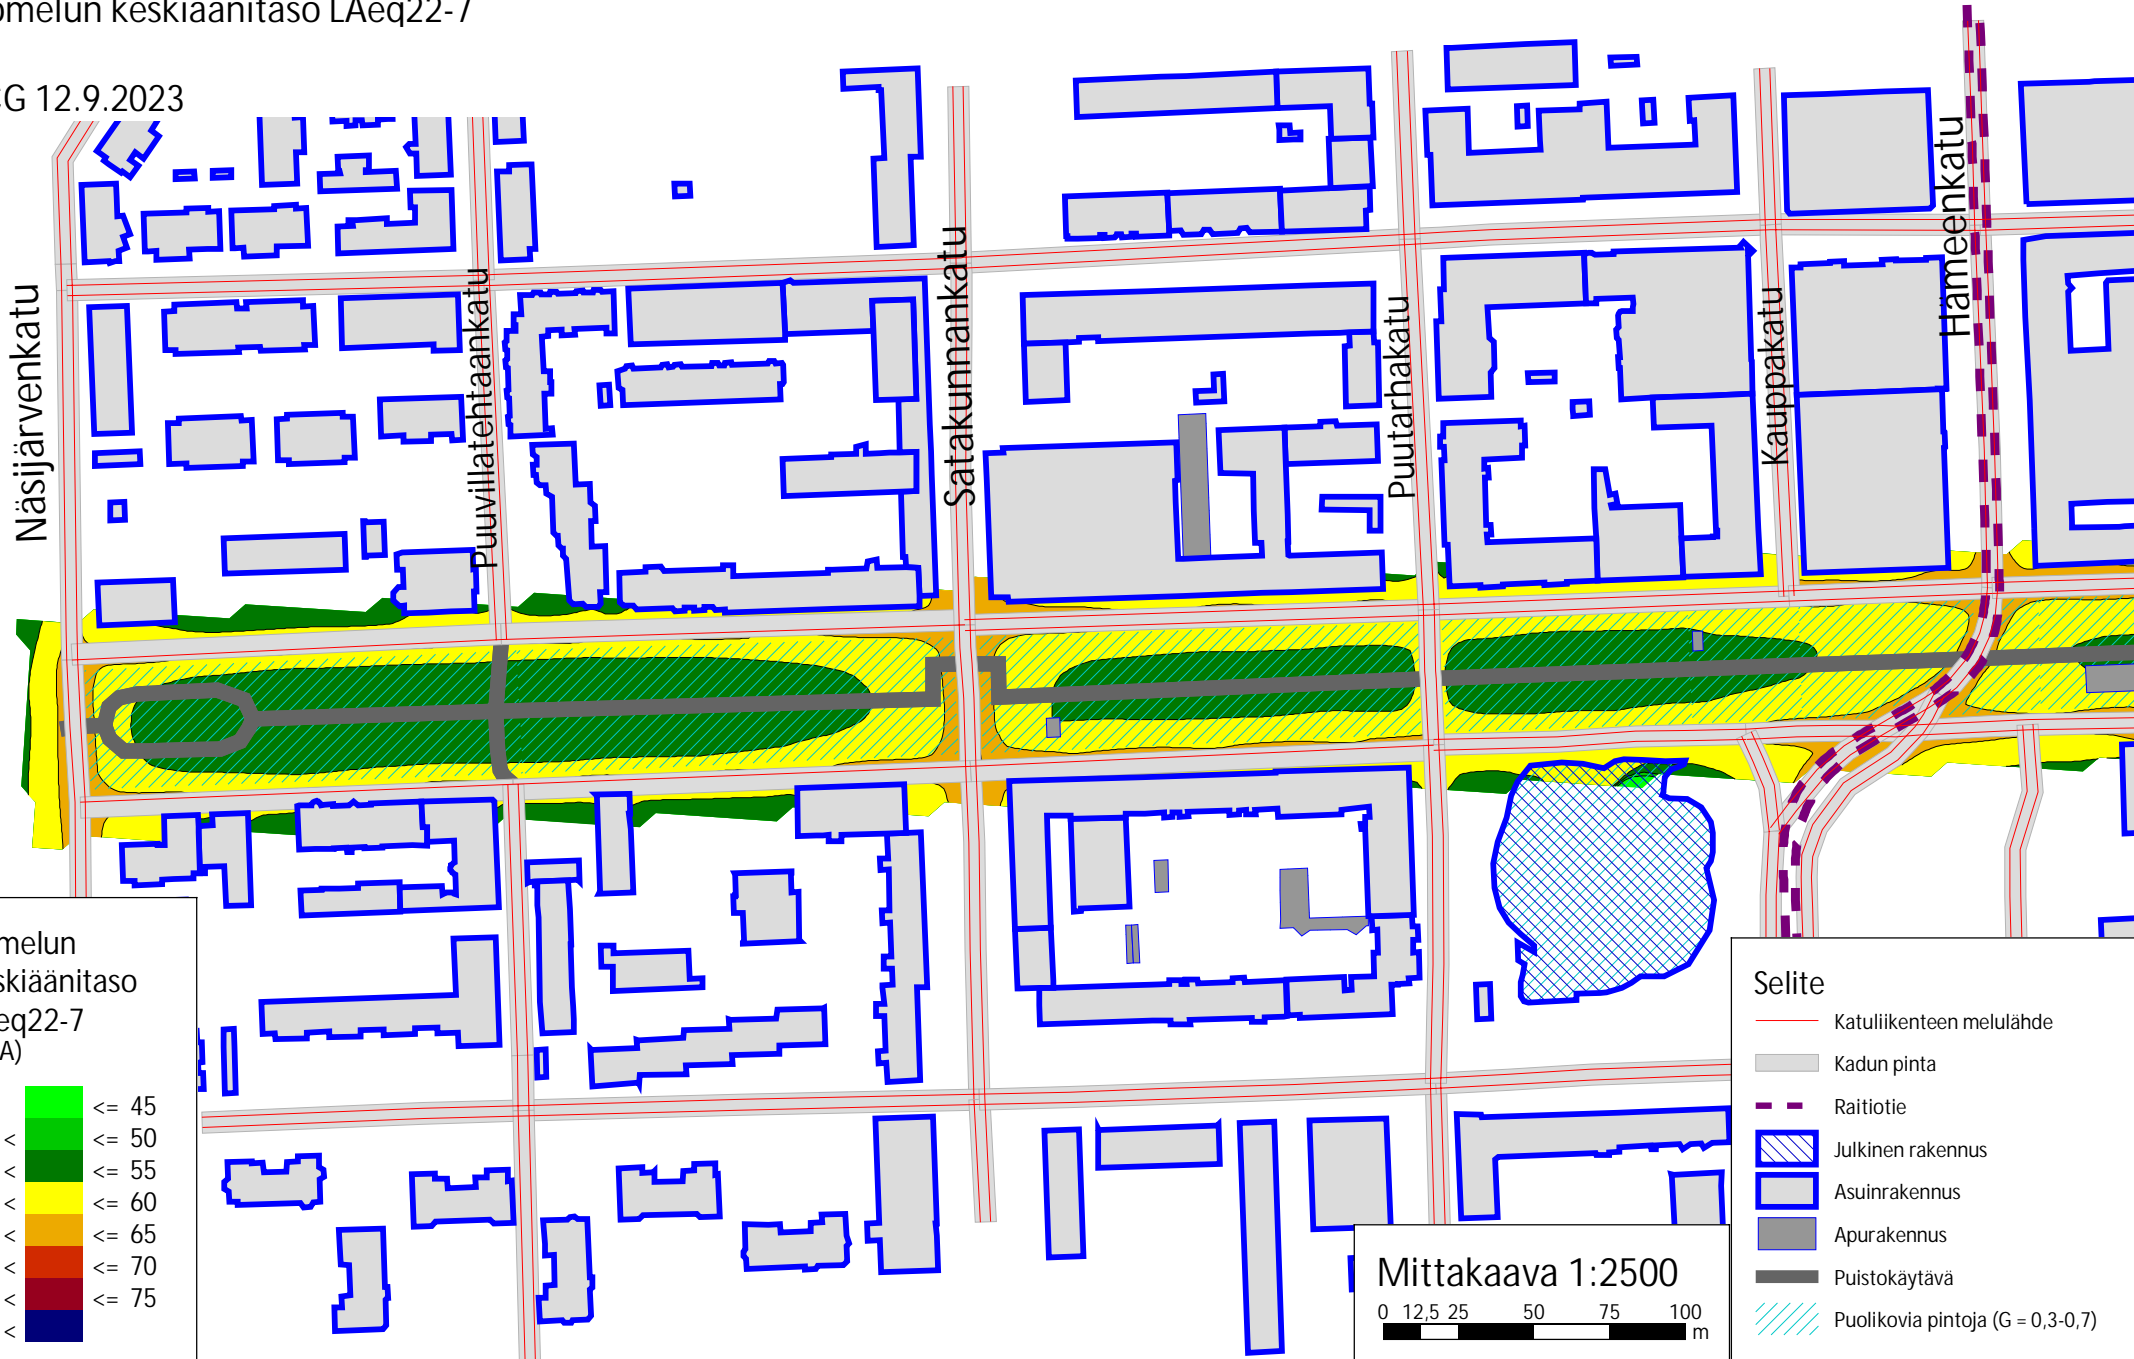 omelun keskiäänitaso LAeq22-7
CG 12.9.2023
Näsijärvenkatu
Puuvillatehtaankatu
Satakunnankatu
Puutarhakatu
Kauppakatu
Hämeenkatu
melun
skiäänitaso
eq22-7
A)
<= 45
< <= 50
< <= 55
< <= 60
< <= 65
< <= 70
< <= 75
<
Mittakaava 1:2500
0 12,5 25 50 75 100
m
Selite
Katuliikenteen melulähde
Kadun pinta
Raitiotie
Julkinen rakennus
Asuinrakennus
Apurakennus
Puistokäytävä
Puolikovia pintoja (G = 0,3-0,7)